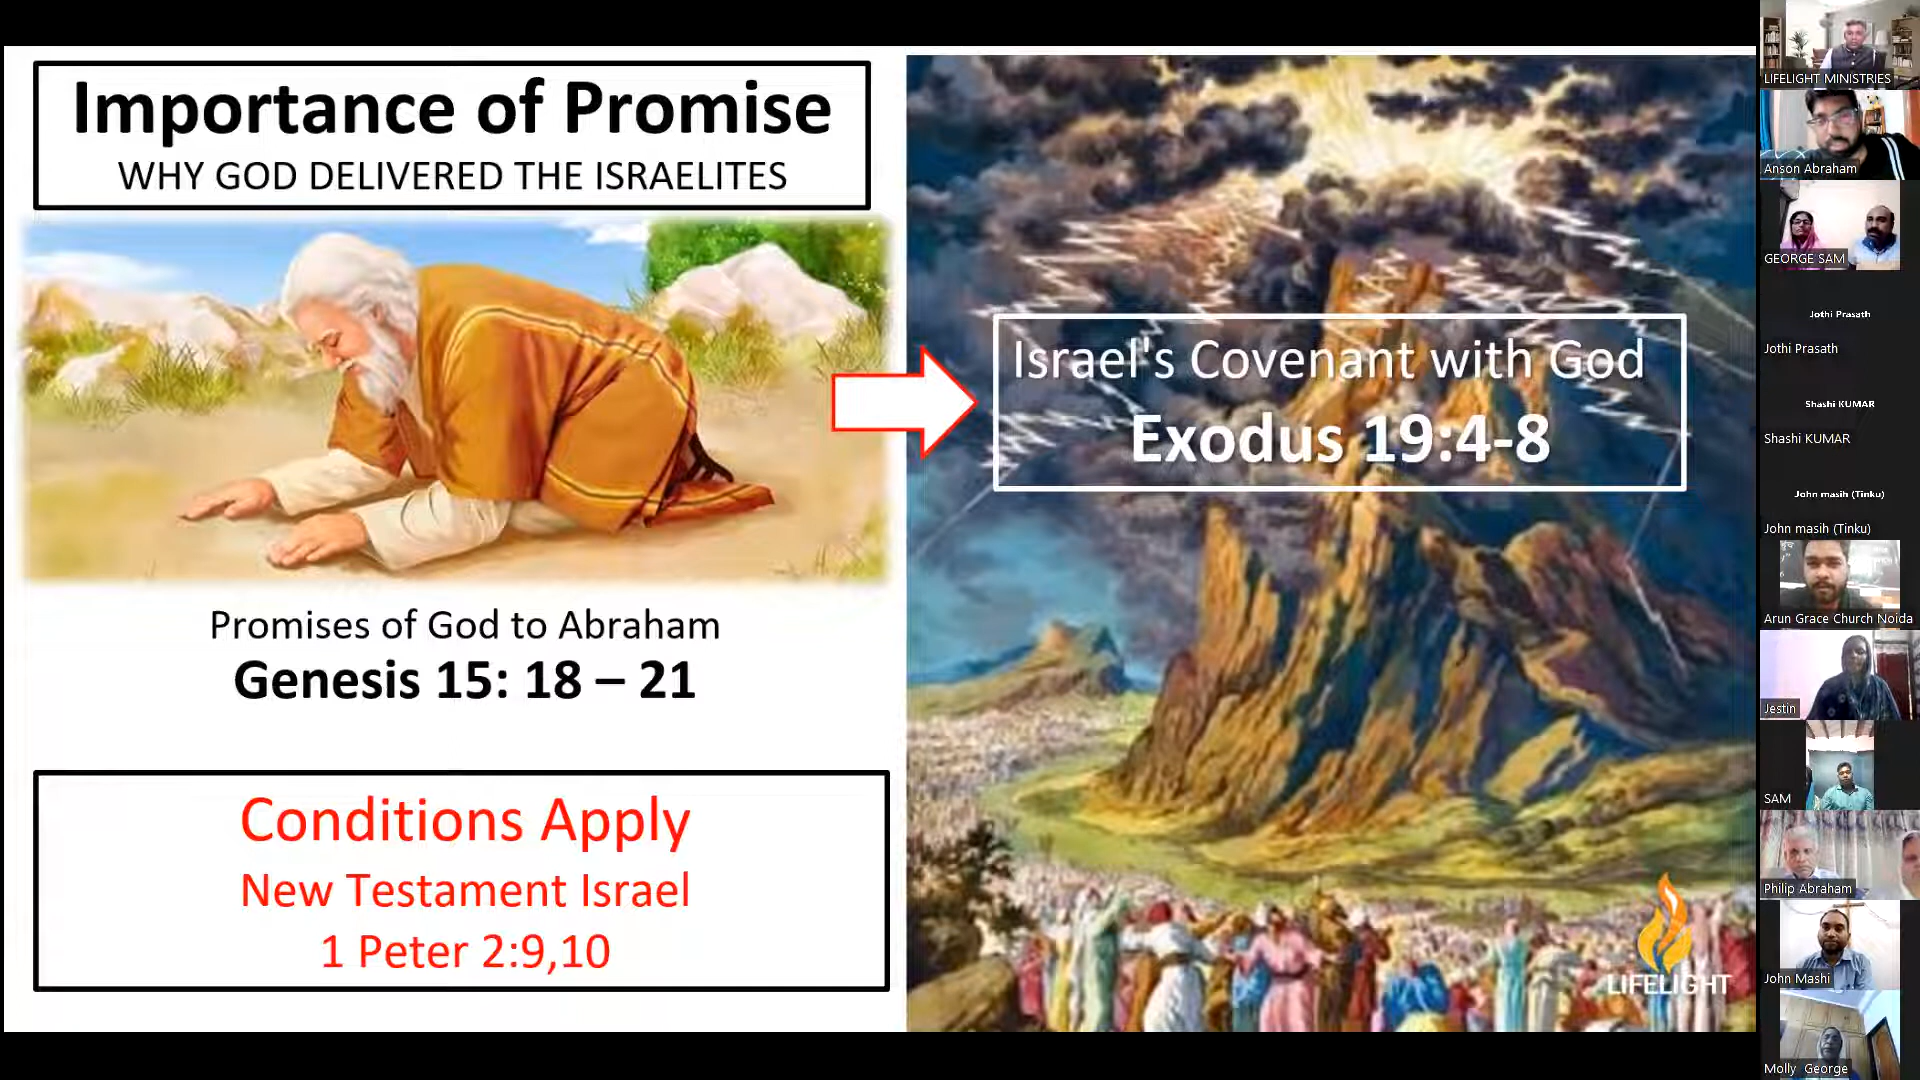 Importance of Promise
WHY GOD DELIVERED THE ISRAELITES
Promises of God to Abraham
Genesis 15: 18 – 21
Conditions Apply
New Testament Israel
1 Peter 2:9,10
Israel's Covenant with God
Exodus 19:4-8
LIFELIGHT
LIFELIGHT MINISTRIES
Anson Abraham
GEORGE SAM
Jothi Prasath
Jothi Prasath
Shashi KUMAR
Shashi KUMAR
John masih (Tinku)
John masih (Tinku)
Arun Grace Church Noida
Jestin
SAM
Philip Abraham
John Mashi
Molly George